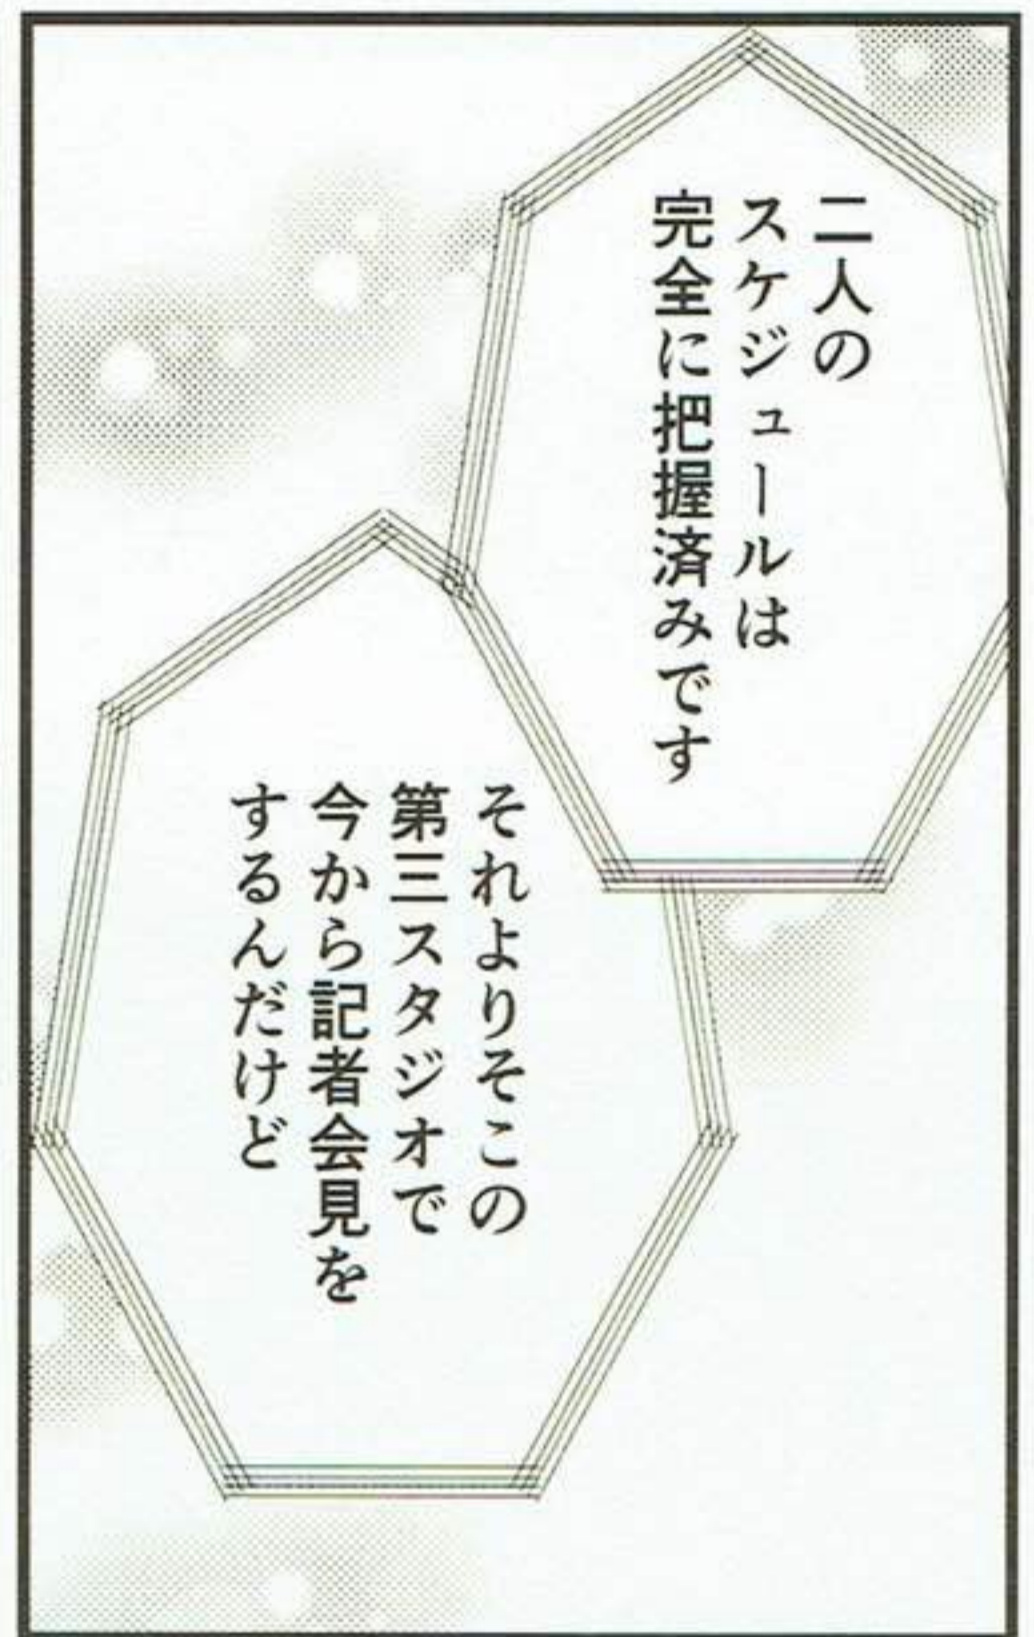 二人の
スケジュールは
完全に把握済みです
それよりそこの
第三スタジオで
今から記者会見を
するんだけど